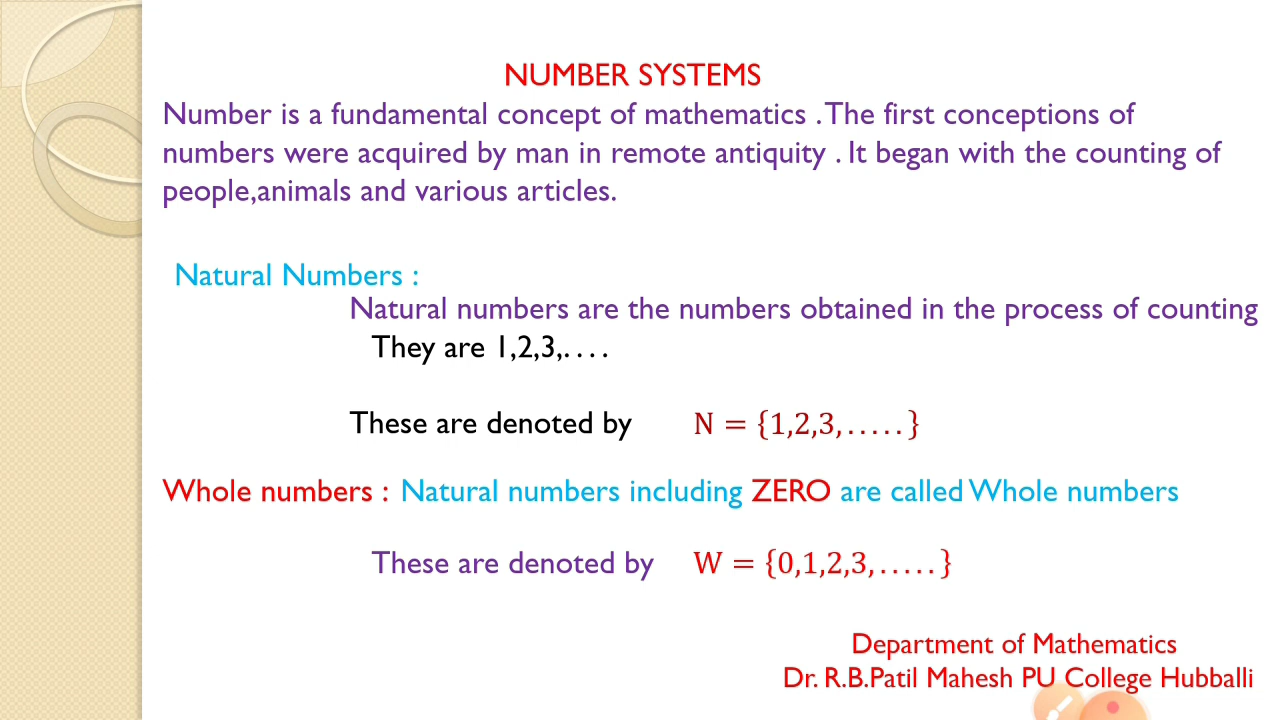 NUMBER SYSTEMS
Number is a fundamental concept of mathematics . The first conceptions of
numbers were acquired by man in remote antiquity . It began with the counting of
people,animals and various articles.
Natural Numbers :
Natural numbers are the numbers obtained in the process of counting
They are 1,2,3,. . . .
These are denoted by N = {1,2,3, . . . . . }
Whole numbers : Natural numbers including ZERO are called Whole numbers
These are denoted by W = {0,1,2,3, . . . . . }
Department of Mathematics
Dr. R.B.Patil Mahesh PU College Hubballi